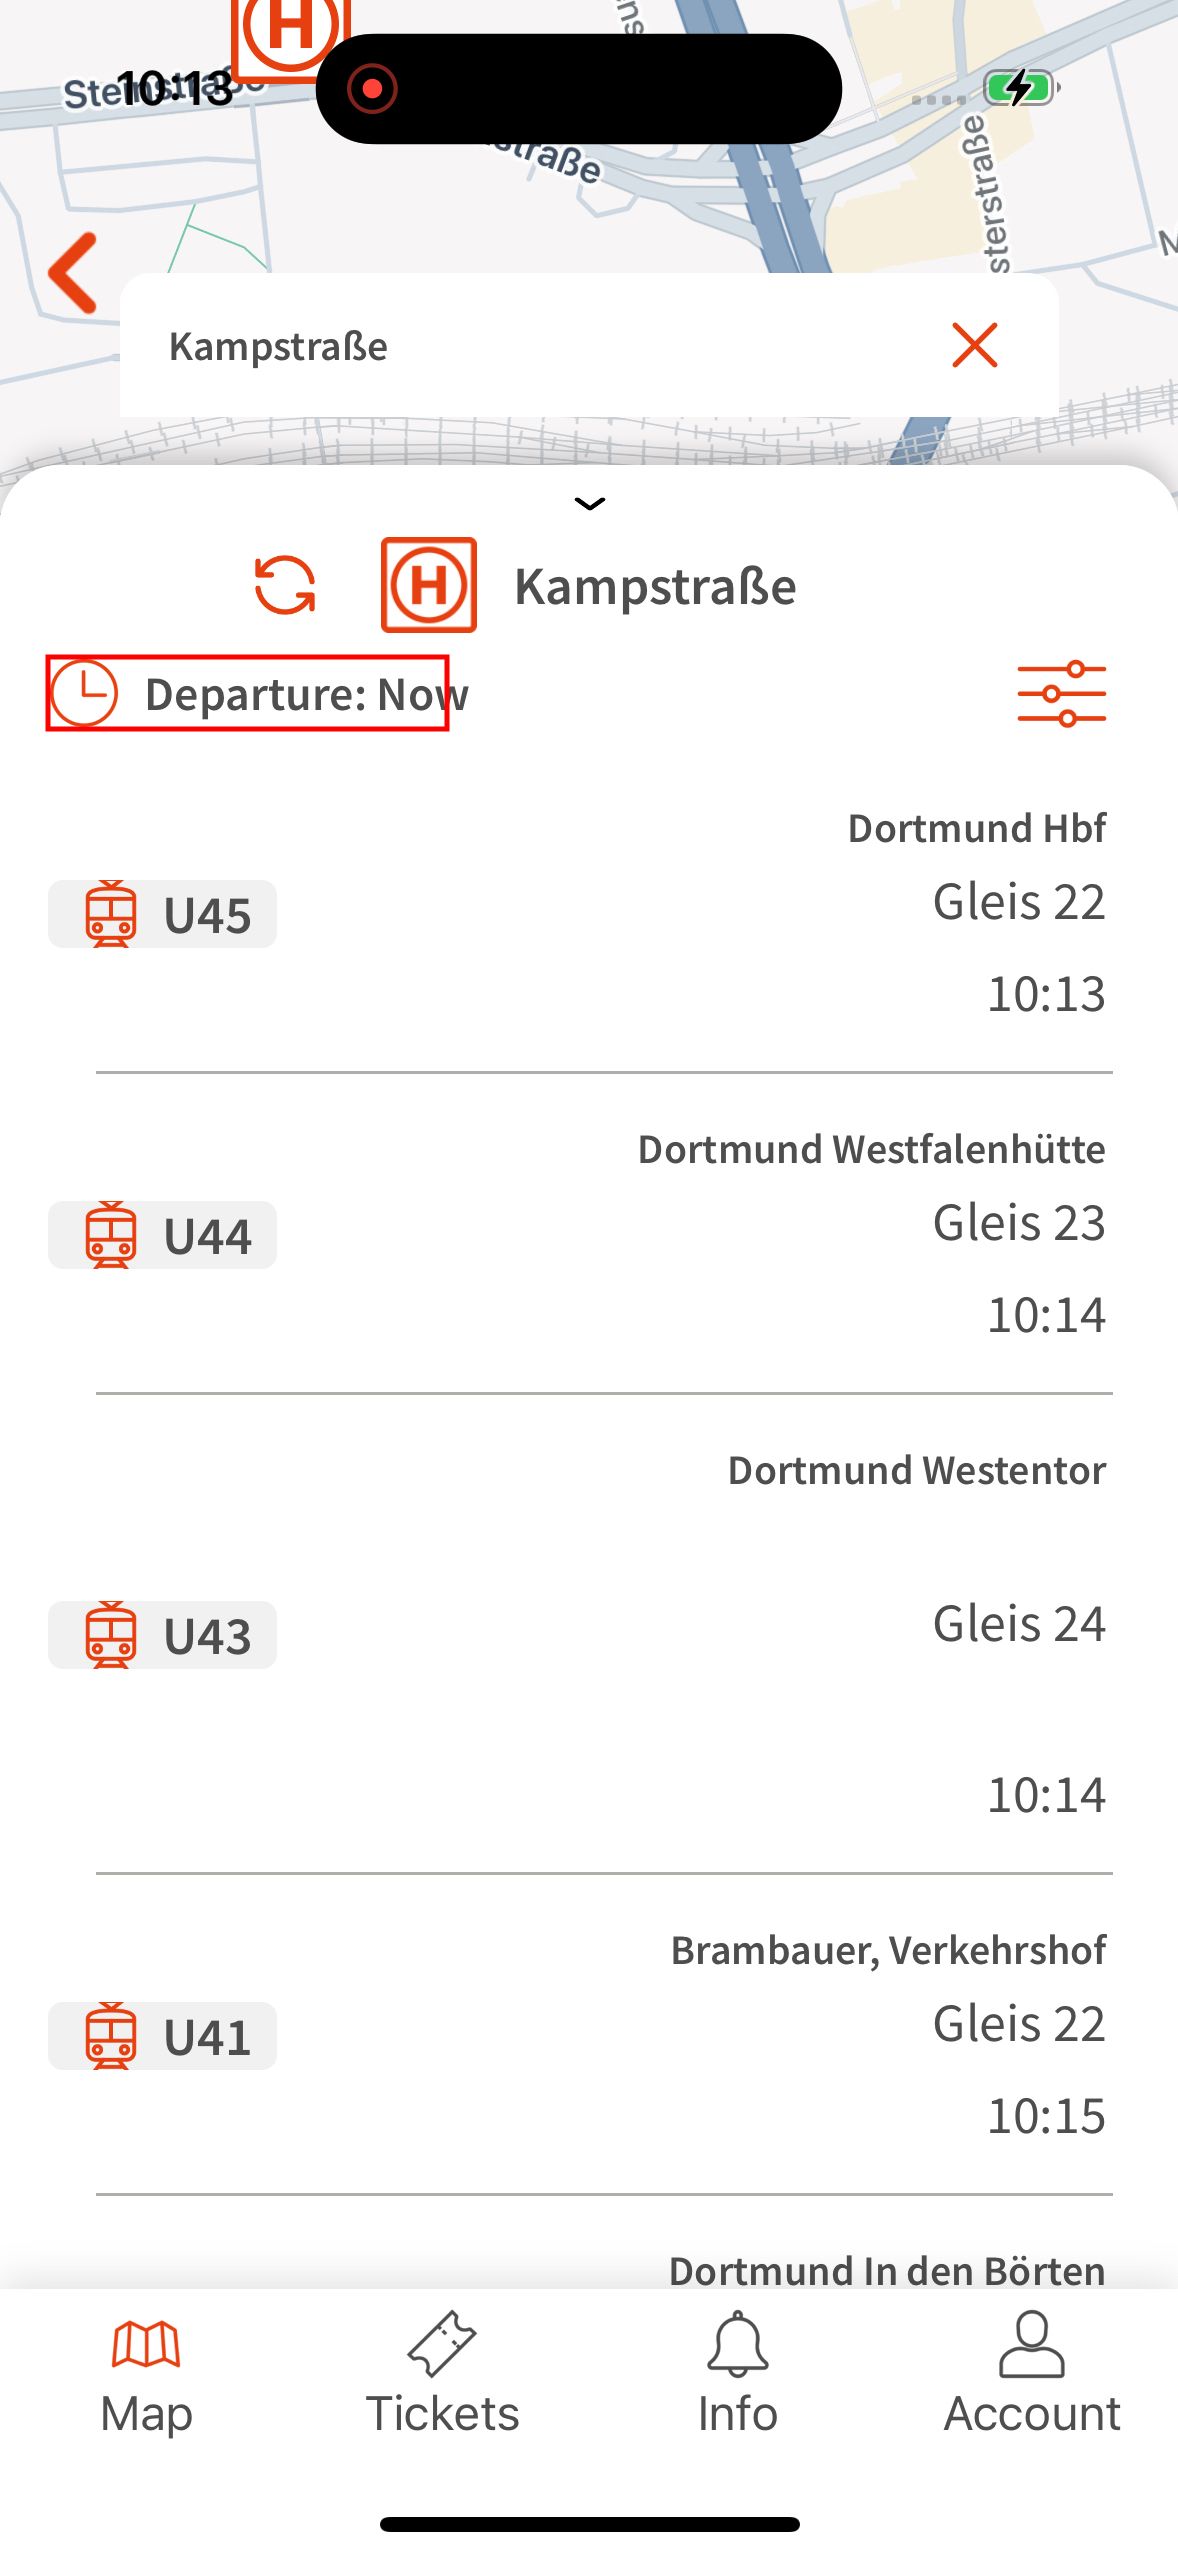 H
Steinstraße
10:13
straße
sterstraße
Kampstraße
H
Kampstraße
Departure: Now
Dortmund Hbf
U45
Gleis 22
10:13
Dortmund Westfalenhütte
U44
Gleis 23
10:14
Dortmund Westentor
U43
Gleis 24
10:14
Brambauer, Verkehrshof
U41
Gleis 22
10:15
Dortmund In den Börten
Map
Tickets
Info
Account